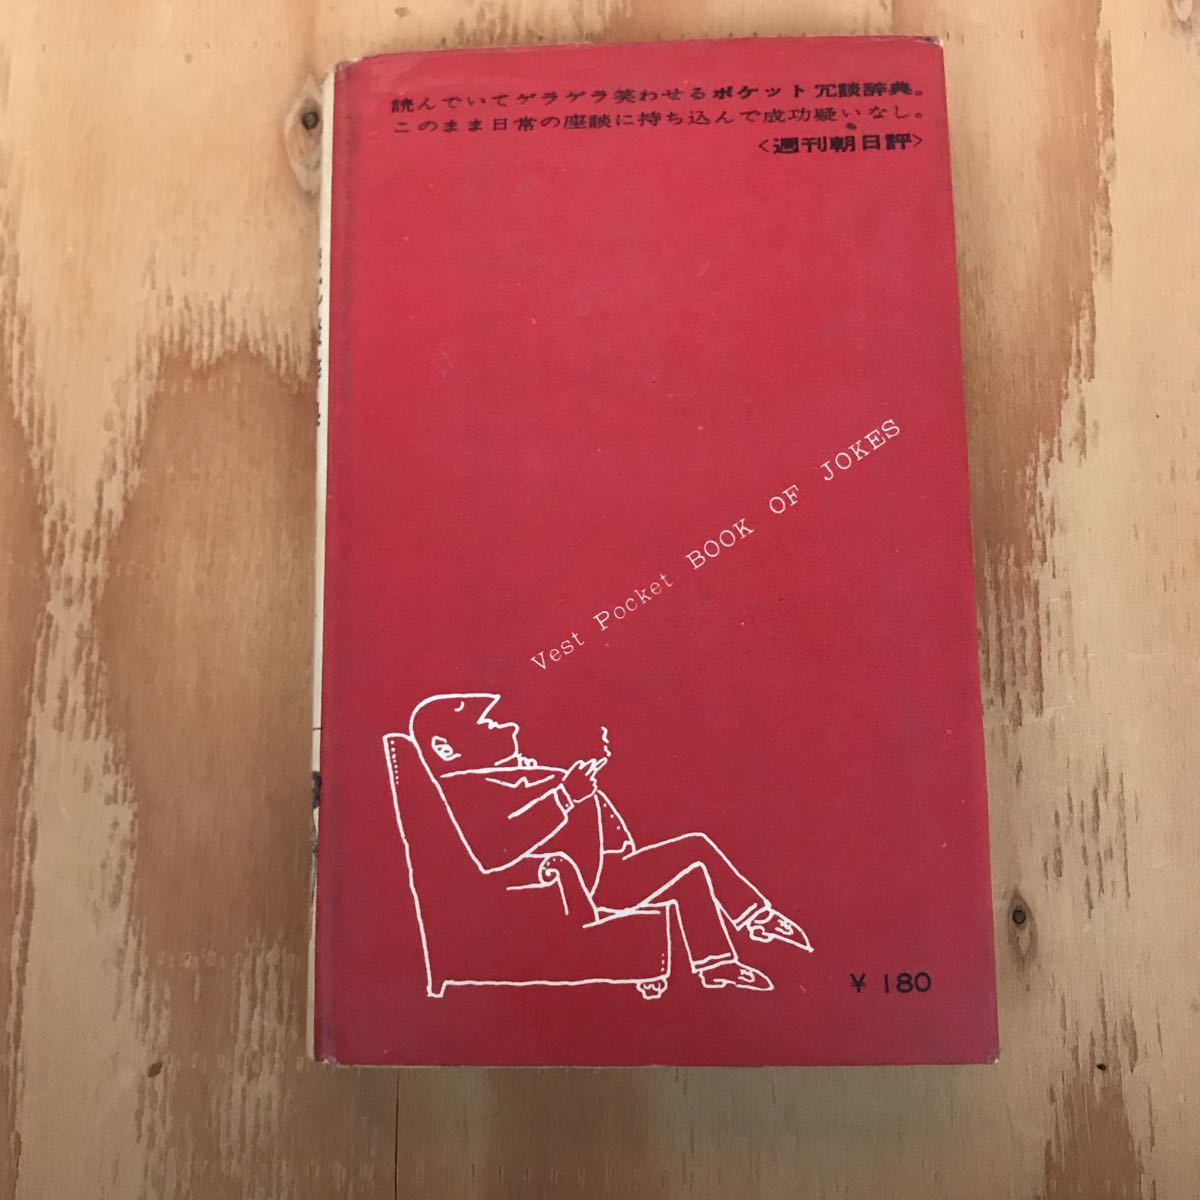 読んでいてゲラゲラ笑わせるポケット冗談辞典。
このまま日常の座談に持ち込んで成功疑いなし。
<週刊朝日評>
Vest Pocket BOOK OF JOKES
¥ 180